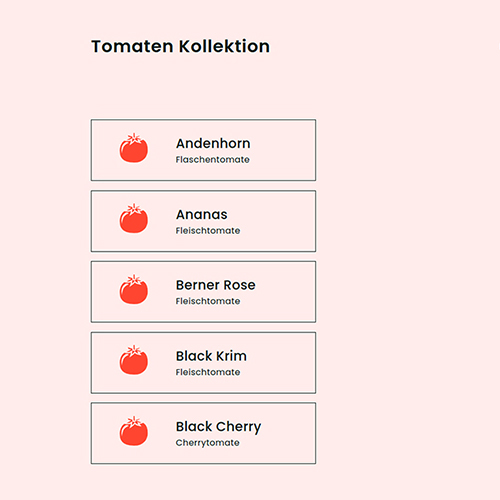 Tomaten Kollektion
Andenhorn
Flaschentomate
Ananas
Fleischtomate
Berner Rose
Fleischtomate
Black Krim
Fleischtomate
Black Cherry
Cherrytomate